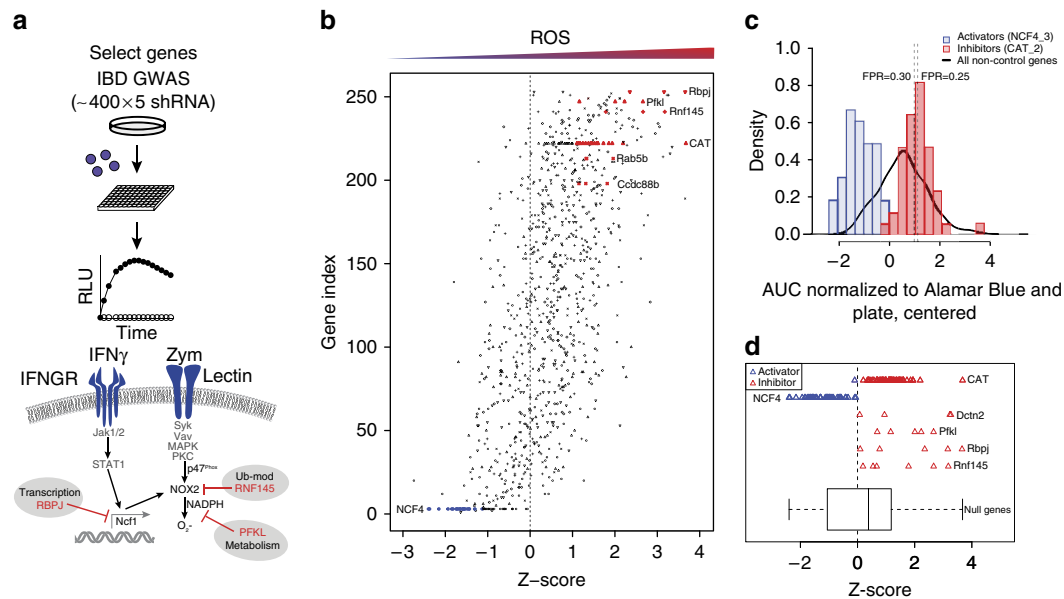 a
Select genes
IBD GWAS
(~400×5 shRNA)
RLU
Time
IFNγ
Zym
IFNGR
Lectin
Jak1/2
STAT1
Syk
Vav
MAPK
PKC
p47Phox
Transcription
RBPJ
Ncf1
NOX2
NADPH
O2-
Ub-mod
RNF145
PFKL
Metabolism
b
ROS
Gene index
250
200
150
100
50
0
Rbpj
Pfkl
Rnf145
CAT
Rab5b
Ccdc88b
NCF4
−3
−2
−1
0
1
2
3
4
Z−score
c
Activators (NCF4_3)
Inhibitors (CAT_2)
All non-control genes
FPR=0.30
FPR=0.25
Density
1.0
0.8
0.6
0.4
0.2
0.0
−2
0
2
4
AUC normalized to Alamar Blue and
plate, centered
d
Activator
Inhibitor
NCF4
CAT
Dctn2
Pfkl
Rbpj
Rnf145
Null genes
−2
0
2
4
Z-score